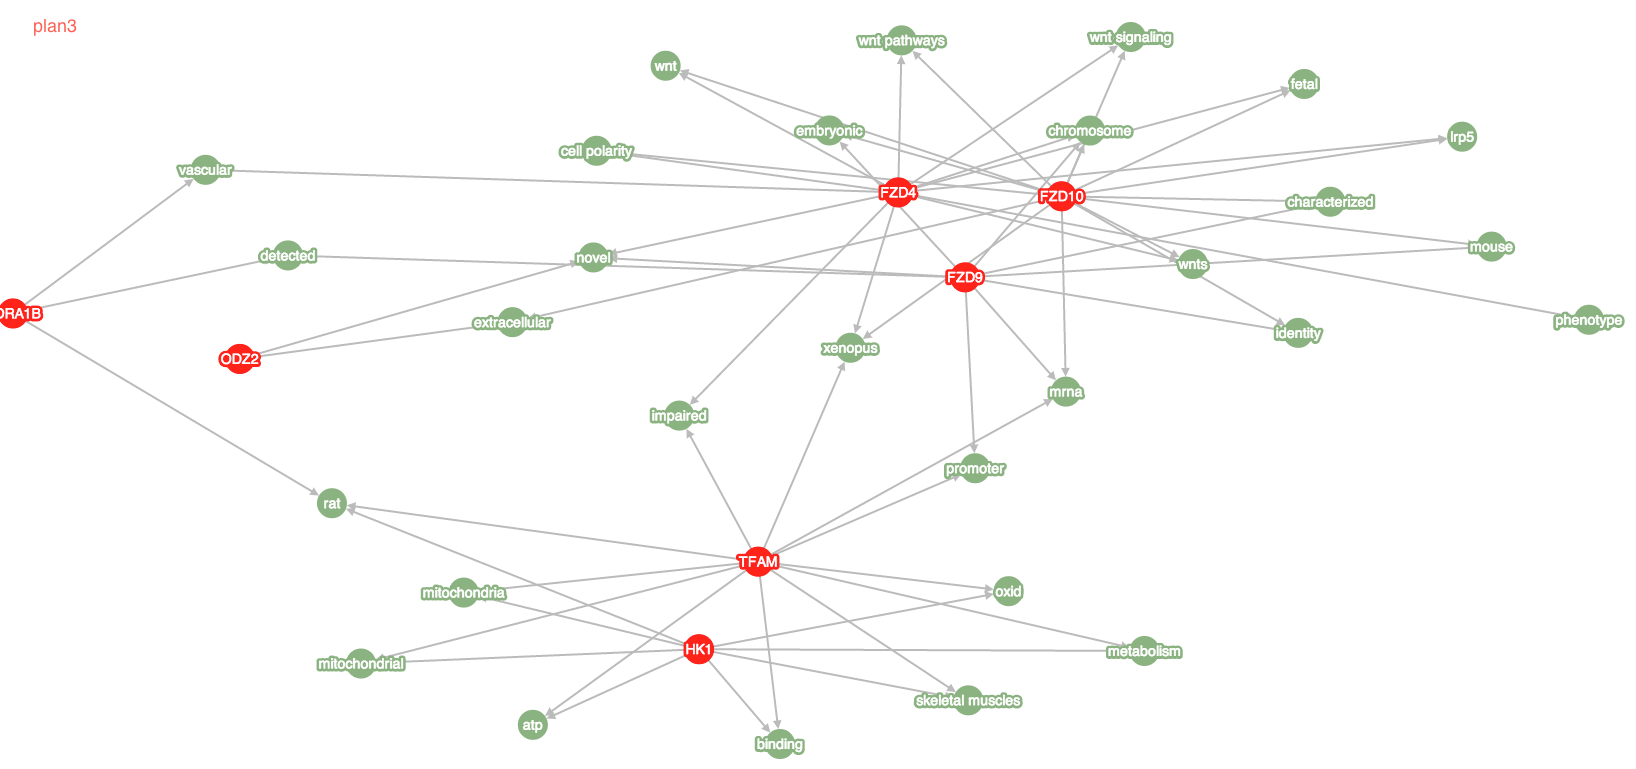 plan3
wnt pathways
wnt signaling
wnt
fetal
embryonic
chromosome
lrp5
cell polarity
vascular
FZD4
FZD10
characterized
mouse
detected
novel
wnts
FZD9
DRA1B
extracellular
phenotype
identity
xenopus
ODZ2
mrna
impaired
promoter
rat
TFAM
mitochondria
oxid
HK1
metabolism
mitochondrial
skeletal muscles
atp
binding